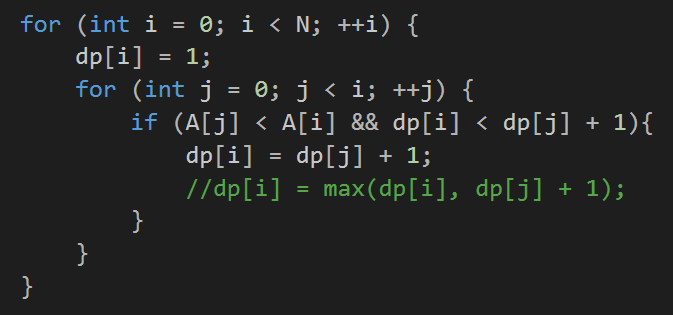 for (int i = 0; i < N; ++i) {
    dp[i] = 1;
    for (int j = 0; j < i; ++j) {
        if (A[j] < A[i] && dp[i] < dp[j] + 1){
            dp[i] = dp[j] + 1;
            //dp[i] = max(dp[i], dp[j] + 1);
        }
    }
}